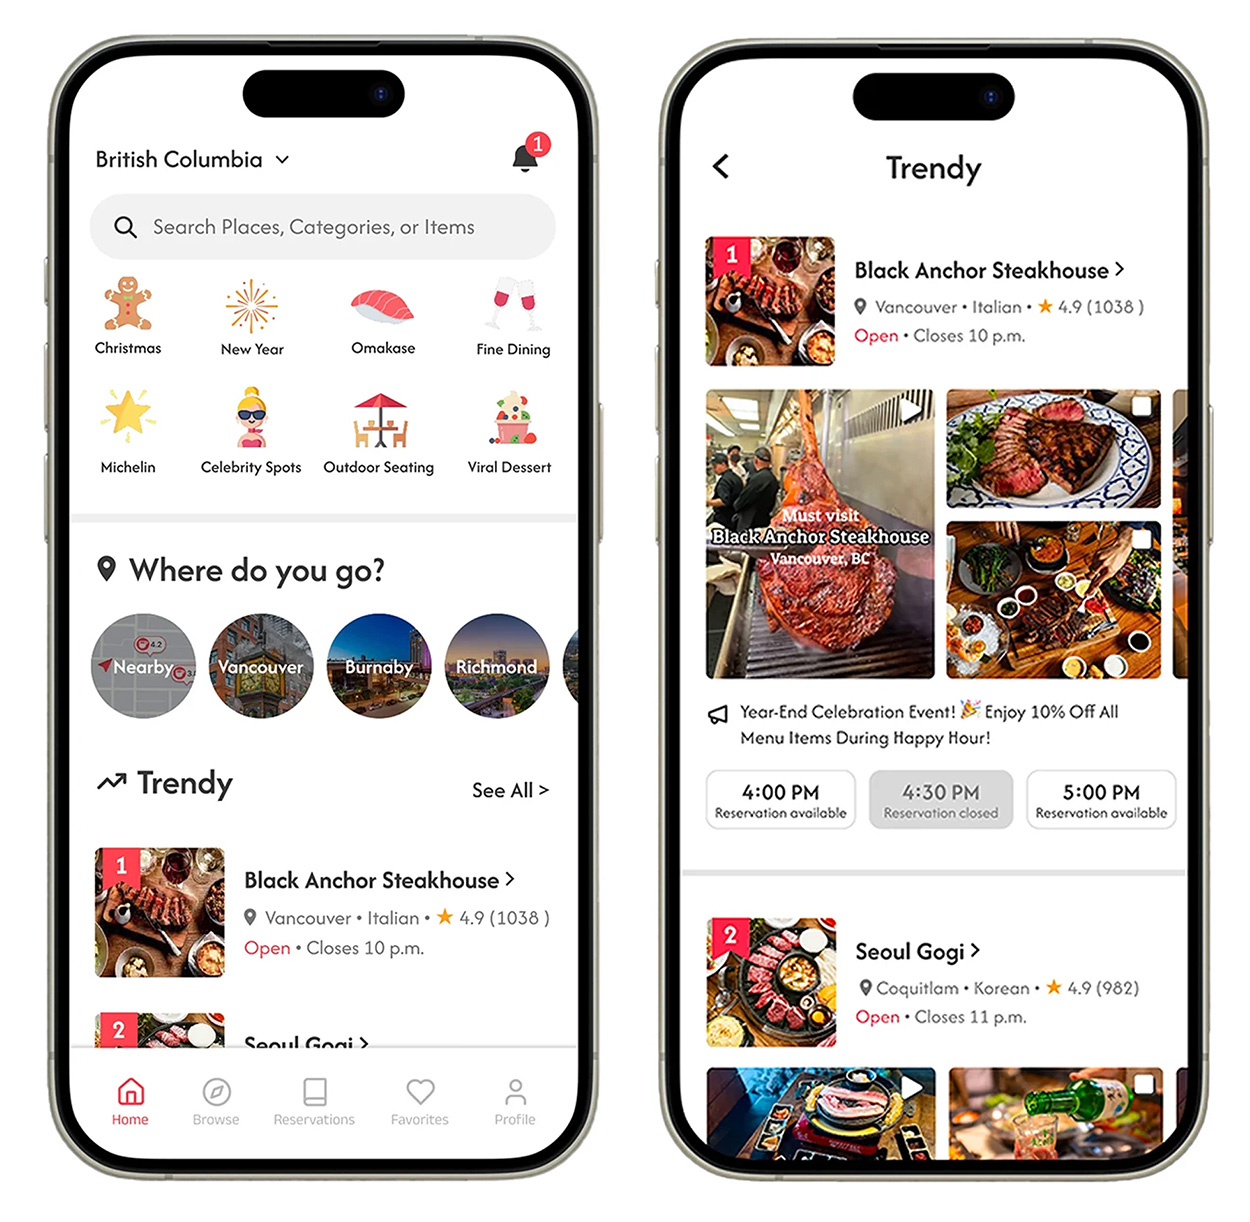 British Columbia
1
Search Places, Categories, or Items
Christmas
New Year
Omakase
Fine Dining
Michelin
Celebrity Spots
Outdoor Seating
Viral Dessert
Where do you go?
4.2
Nearby
Vancouver
Burnaby
Richmond
Trendy
See All >
1
Black Anchor Steakhouse >
Vancouver • Italian • ★ 4.9 (1038 )
Open • Closes 10 p.m.
2
Seoul Gogi >
Home
Browse
Reservations
Favorites
Profile
Trendy
1
Black Anchor Steakhouse >
Vancouver • Italian • ★ 4.9 (1038 )
Open • Closes 10 p.m.
Must visit
Black Anchor Steakhouse
Vancouver, BC
Year-End Celebration Event! 🎉 Enjoy 10% Off All
Menu Items During Happy Hour!
4:00 PM
Reservation available
4:30 PM
Reservation closed
5:00 PM
Reservation available
2
Seoul Gogi >
Coquitlam • Korean • ★ 4.9 (982)
Open • Closes 11 p.m.